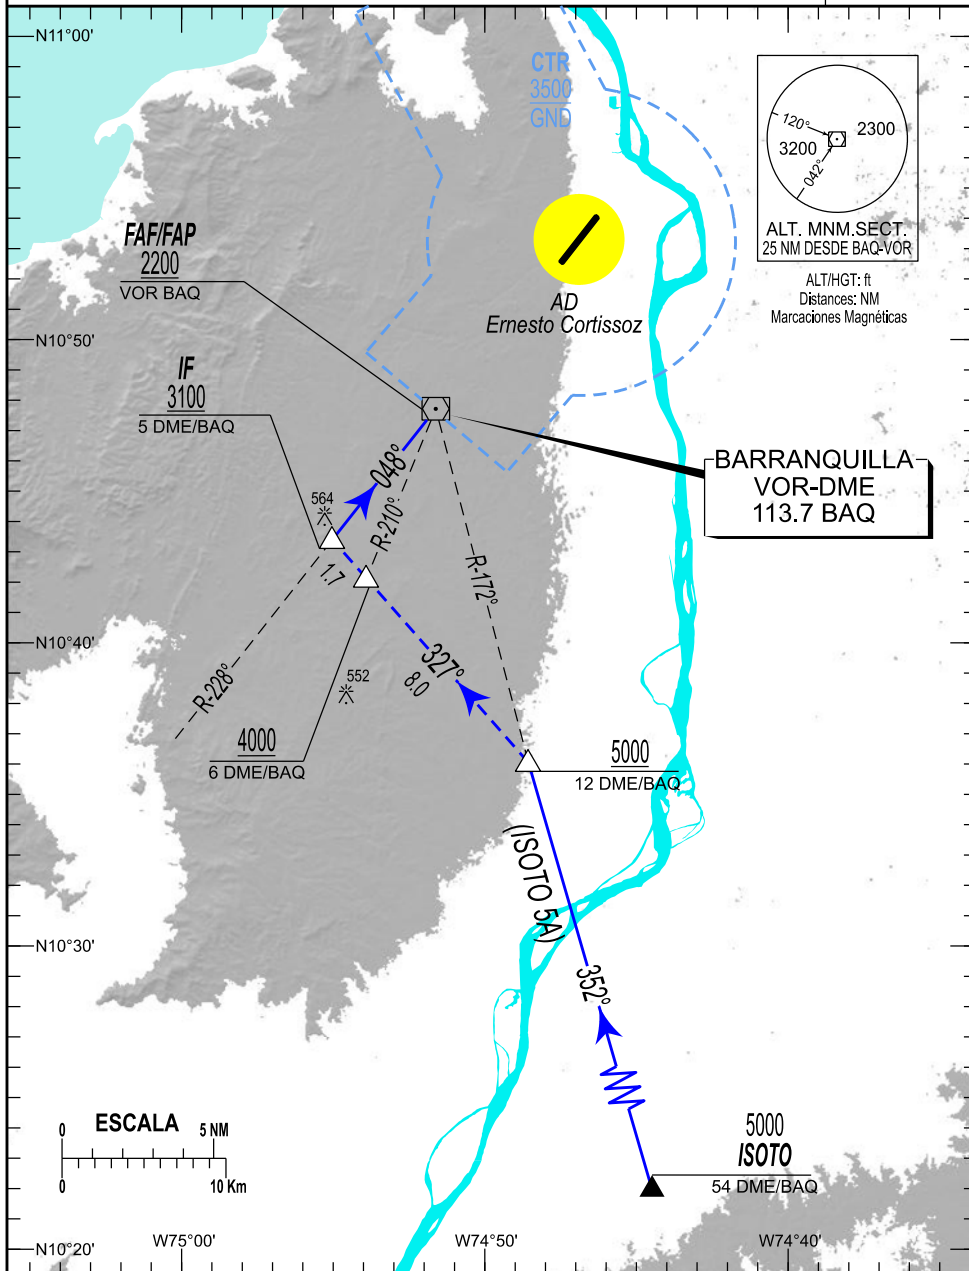 N11°00'
CTR
3500
GND
120°
2300
3200
042°
ALT. MNM.SECT.
25 NM DESDE BAQ-VOR
ALT/HGT: ft
Distances: NM
Marcaciones Magnéticas
FAF/FAP
2200
VOR BAQ
AD
Ernesto Cortissoz
N10°50'
IF
3100
5 DME/BAQ
BARRANQUILLA
VOR-DME
113.7 BAQ
048°
564
R-210°
R-172°
1.7
N10°40'
327°
8.0
R-228°
552
4000
6 DME/BAQ
5000
12 DME/BAQ
(ISOTO 5A)
N10°30'
352°
ESCALA
0
5 NM
0
10 Km
5000
ISOTO
54 DME/BAQ
N10°20'
W75°00'
W74°50'
W74°40'